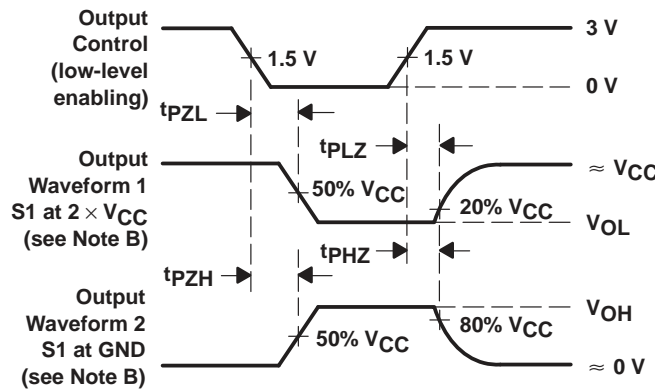 Output
Control
(low-level
enabling)
1.5 V
1.5 V
3 V
0 V
tPZL
tPLZ
Output
Waveform 1
S1 at 2 × VCC
(see Note B)
50% VCC
20% VCC
≈ VCC
VOL
tPZH
tPHZ
Output
Waveform 2
S1 at GND
(see Note B)
50% VCC
80% VCC
VOH
≈ 0 V